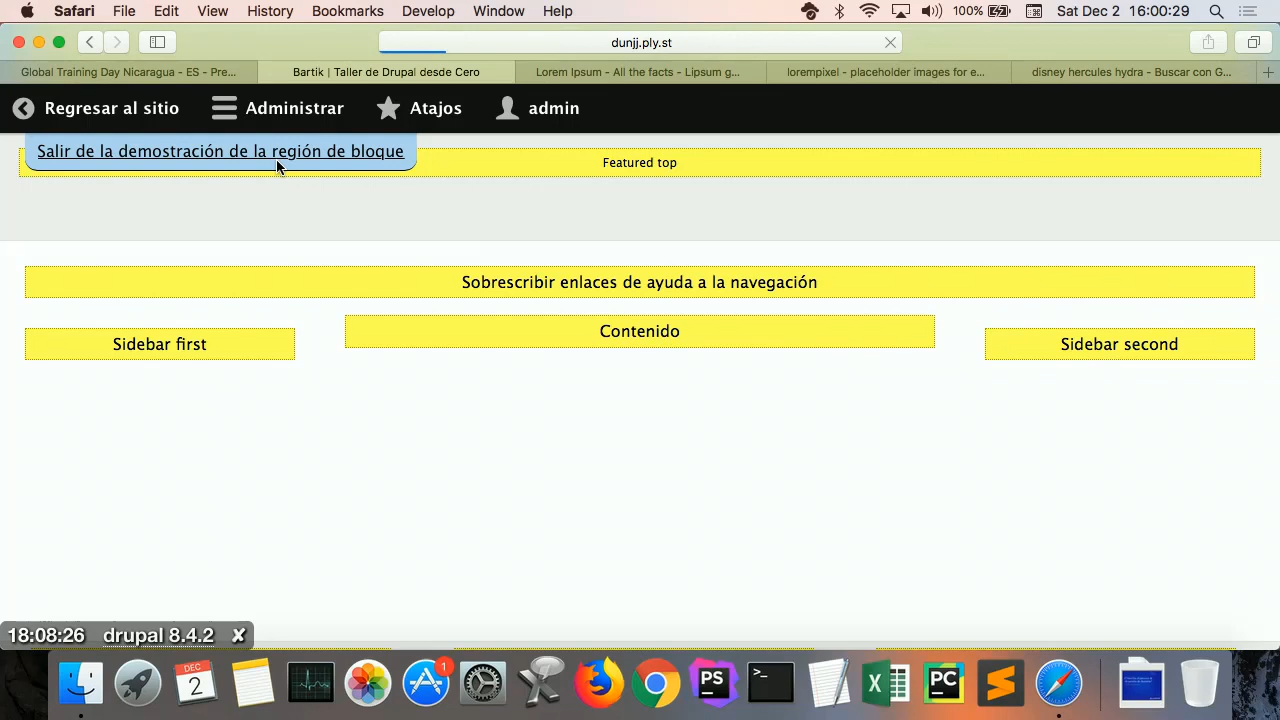 Safari File Edit View History Bookmarks Develop Window Help 100% Sat Dec 2 16:00:29
dunjj.ply.st
Global Training Day Nicaragua - ES - Pre... Bartik | Taller de Drupal desde Cero Lorem Ipsum - All the facts - Lipsum g... lorempixel - placeholder images for e... disney hercules hydra - Buscar con G...
Regresar al sitio Administrar Atajos admin
Salir de la demostración de la región de bloque
Featured top
Sobrescribir enlaces de ayuda a la navegación
Contenido
Sidebar first Sidebar second
18:08:26 drupal 8.4.2 ✘
DEC
2
1
PS
>_
X
PC